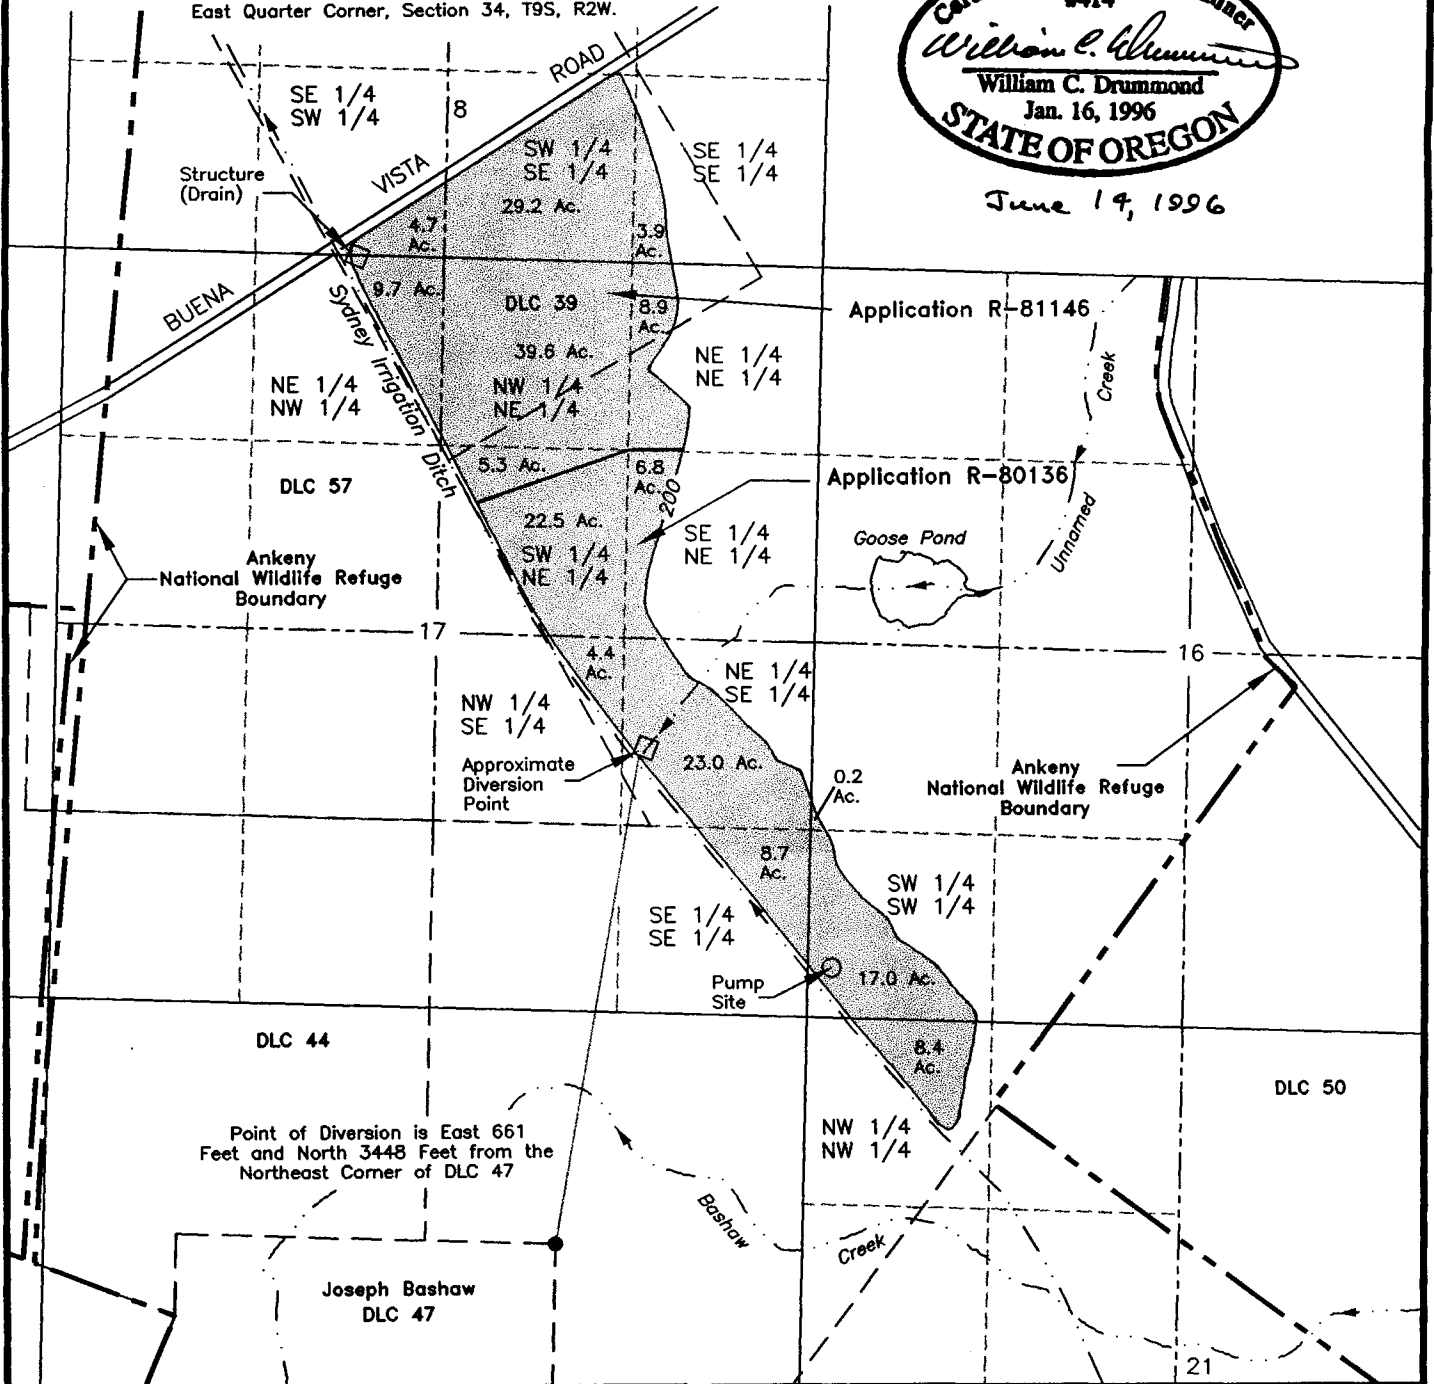 East Quarter Corner, Section 34, T9S, R2W.
#414
William C. Drummond
William C. Drummond
Jan. 16, 1996
STATE OF OREGON
June 14, 1996
SE 1/4
SW 1/4
8
ROAD
VISTA
BUENA
Structure
(Drain)
SW 1/4
SE 1/4
29.2 Ac.
SE 1/4
SE 1/4
4.7
Ac.
3.9
Ac.
9.7 Ac.
DLC 39
8.9
Ac.
Application R-81146
39.6 Ac.
Sydney Irrigation Ditch
NE 1/4
NW 1/4
NW 1/4
NE 1/4
NE 1/4
NE 1/4
Creek
5.3 Ac.
6.8
Ac.
200
Application R-80136
DLC 57
22.5 Ac.
SW 1/4
NE 1/4
SE 1/4
NE 1/4
Goose Pond
Unnamed
Ankeny
National Wildlife Refuge
Boundary
17
16
4.4
Ac.
NE 1/4
SE 1/4
NW 1/4
SE 1/4
Approximate
Diversion
Point
23.0 Ac.
0.2
Ac.
Ankeny
National Wildlife Refuge
Boundary
8.7
Ac.
SW 1/4
SW 1/4
SE 1/4
SE 1/4
Pump
Site
17.0 Ac.
DLC 44
8.4
Ac.
DLC 50
Point of Diversion is East 661
Feet and North 3448 Feet from the
Northeast Corner of DLC 47
NW 1/4
NW 1/4
Bashaw
Creek
Joseph Bashaw
DLC 47
21